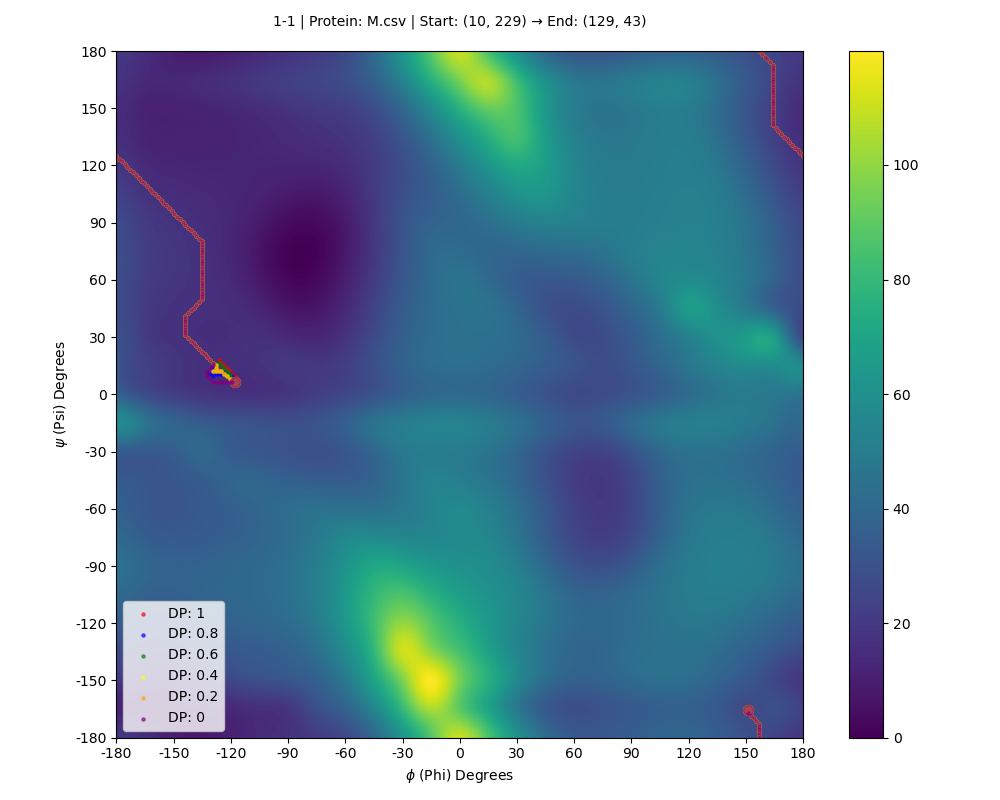 1-1 | Protein: M.csv | Start: (10, 229) → End: (129, 43)
180
150
120
90
60
30
0
-30
-60
-90
-120
-150
-180
ψ (Psi) Degrees
-180 -150 -120 -90 -60 -30 0 30 60 90 120 150 180
ϕ (Phi) Degrees
DP: 1
DP: 0.8
DP: 0.6
DP: 0.4
DP: 0.2
DP: 0
100
80
60
40
20
0